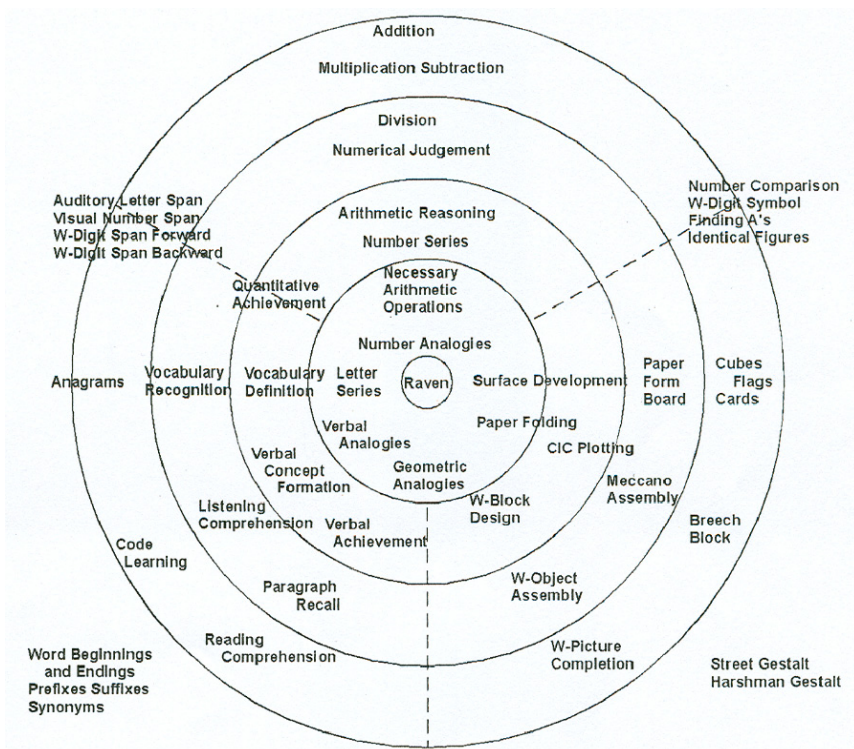 Addition
Multiplication Subtraction
Division
Numerical Judgement
Auditory Letter Span
Visual Number Span
W-Digit Span Forward
W-Digit Span Backward
Number Comparison
W-Digit Symbol
Finding A's
Identical Figures
Arithmetic Reasoning
Number Series
Necessary
Arithmetic
Operations
Quantitative
Achievement
Number Analogies
Anagrams
Vocabulary
Recognition
Vocabulary
Definition
Letter
Series
Raven
Surface Development
Paper
Form
Board
Cubes
Flags
Cards
Verbal
Analogies
Paper Folding
CIC Plotting
Verbal
Concept
Formation
Geometric
Analogies
Meccano
Assembly
W-Block
Design
Listening
Comprehension
Verbal
Achievement
Breech
Block
Code
Learning
Paragraph
Recall
W-Object
Assembly
Reading
Comprehension
W-Picture
Completion
Word Beginnings
and Endings
Prefixes Suffixes
Synonyms
Street Gestalt
Harshman Gestalt